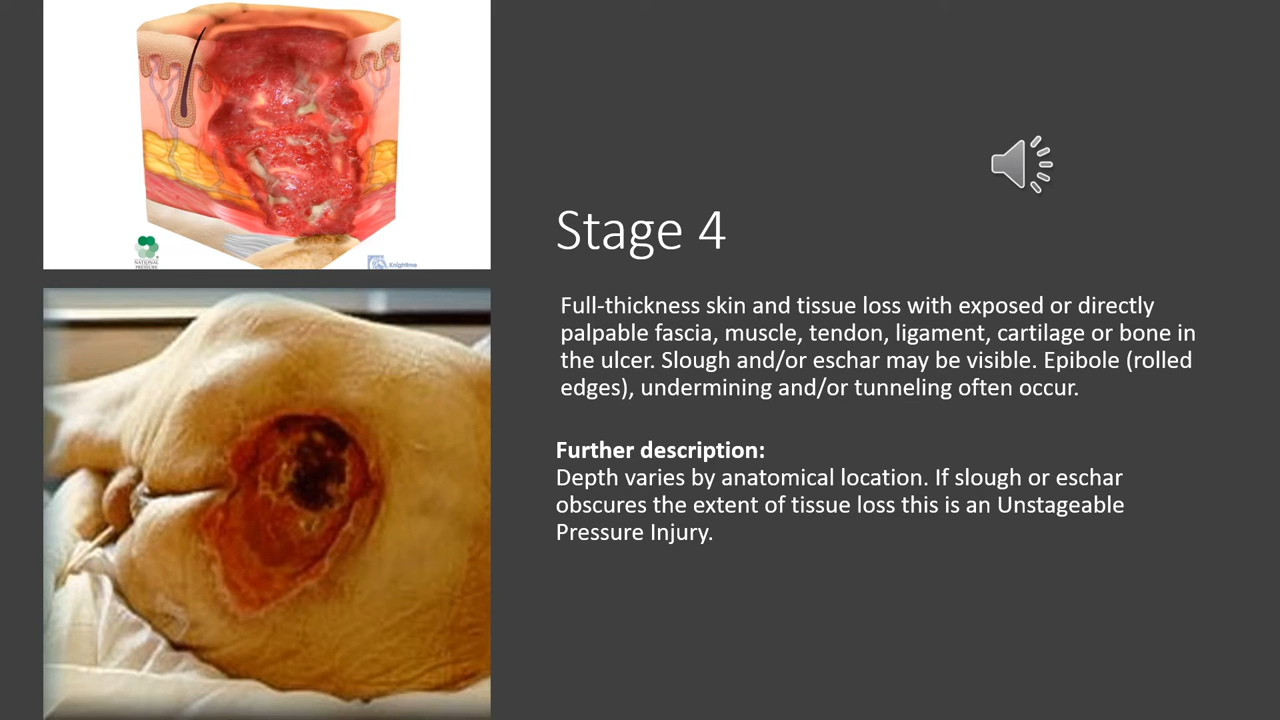 NATIONAL
PRESSURE
Stage 4
Full-thickness skin and tissue loss with exposed or directly
palpable fascia, muscle, tendon, ligament, cartilage or bone in
the ulcer. Slough and/or eschar may be visible. Epibole (rolled
edges), undermining and/or tunneling often occur.
Further description:
Depth varies by anatomical location. If slough or eschar
obscures the extent of tissue loss this is an Unstageable
Pressure Injury.